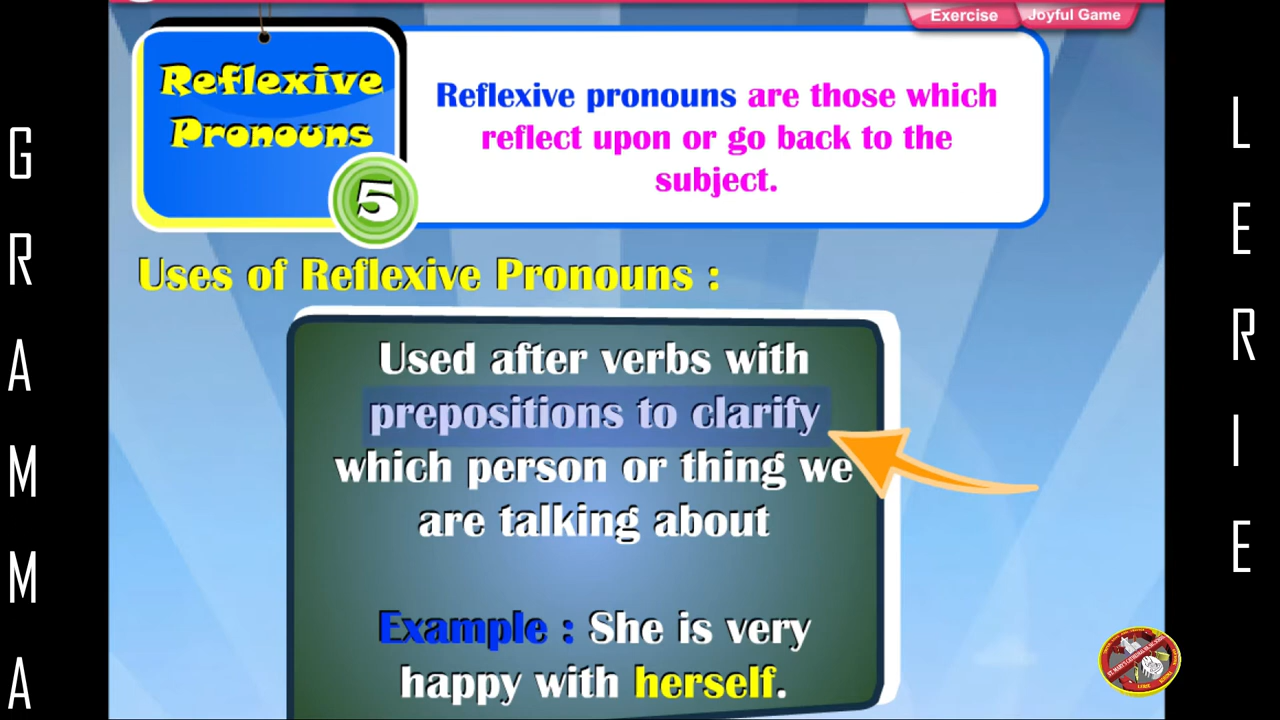 Exercise
Joyful Game
Reflexive
Pronouns
5
Reflexive pronouns are those which
reflect upon or go back to the
subject.
Uses of Reflexive Pronouns :
Used after verbs with
prepositions to clarify
which person or thing we
are talking about
Example : She is very
happy with herself.
GRAMMA
LERIE